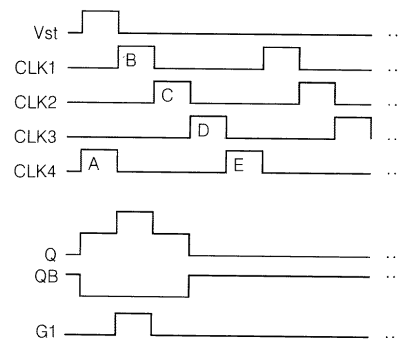 Vst
CLK1 B
CLK2 C
CLK3 D
CLK4 A E
Q
QB
G1